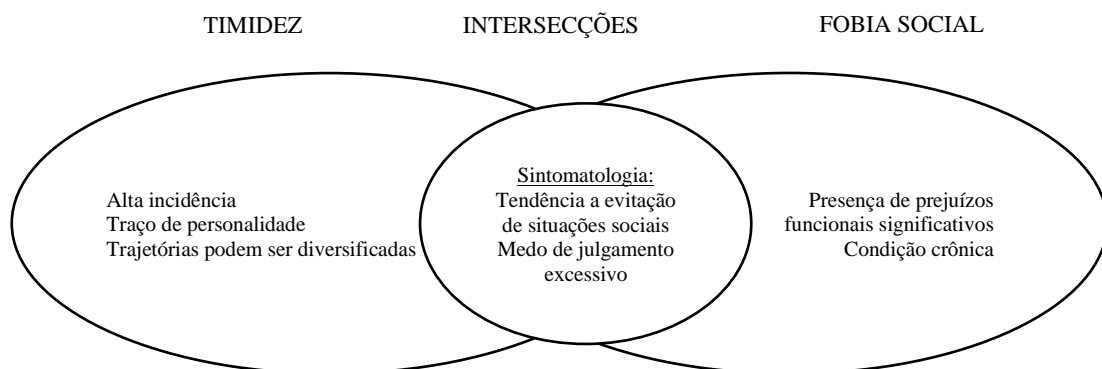 TIMIDEZ
INTERSECÇÕES
FOBIA SOCIAL
Alta incidência
Traço de personalidade
Trajetórias podem ser diversificadas
Sintomatologia:
Tendência a evitação
de situações sociais
Medo de julgamento
excessivo
Presença de prejuízos
funcionais significativos
Condição crônica